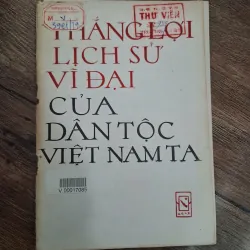 THẮNG LỢI
LỊCH SỬ
VĨ ĐẠI
CỦA
DÂN TỘC
VIỆT NAM TA
THƯ VIỆN